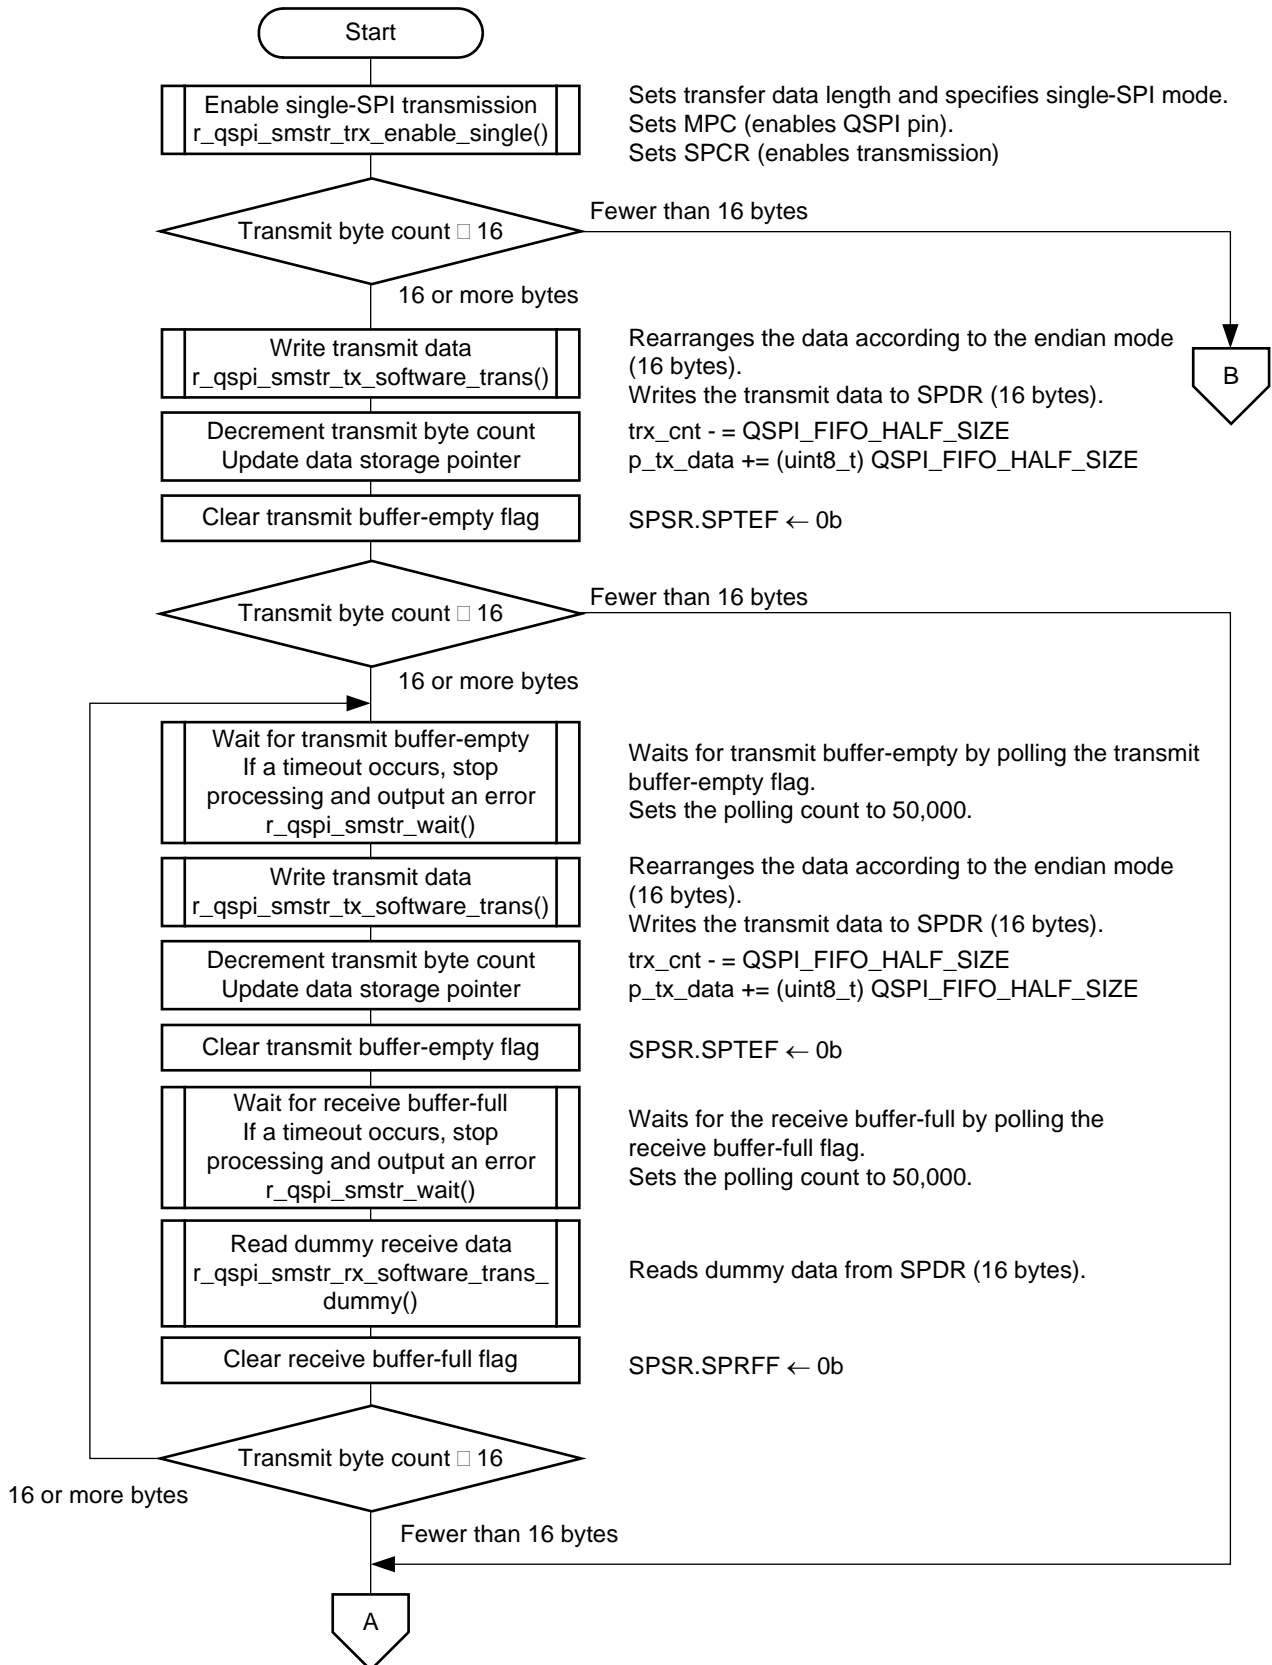 Start
Enable single-SPI transmission
r_qspi_smstr_trx_enable_single()
Sets transfer data length and specifies single-SPI mode.
Sets MPC (enables QSPI pin).
Sets SPCR (enables transmission)
Transmit byte count □ 16
Fewer than 16 bytes
16 or more bytes
B
Write transmit data
r_qspi_smstr_tx_software_trans()
Rearranges the data according to the endian mode
(16 bytes).
Writes the transmit data to SPDR (16 bytes).
Decrement transmit byte count
Update data storage pointer
trx_cnt - = QSPI_FIFO_HALF_SIZE
p_tx_data += (uint8_t) QSPI_FIFO_HALF_SIZE
Clear transmit buffer-empty flag
SPSR.SPTEF ← 0b
Transmit byte count □ 16
Fewer than 16 bytes
16 or more bytes
Wait for transmit buffer-empty
If a timeout occurs, stop
processing and output an error
r_qspi_smstr_wait()
Waits for transmit buffer-empty by polling the transmit
buffer-empty flag.
Sets the polling count to 50,000.
Write transmit data
r_qspi_smstr_tx_software_trans()
Rearranges the data according to the endian mode
(16 bytes).
Writes the transmit data to SPDR (16 bytes).
Decrement transmit byte count
Update data storage pointer
trx_cnt - = QSPI_FIFO_HALF_SIZE
p_tx_data += (uint8_t) QSPI_FIFO_HALF_SIZE
Clear transmit buffer-empty flag
SPSR.SPTEF ← 0b
Wait for receive buffer-full
If a timeout occurs, stop
processing and output an error
r_qspi_smstr_wait()
Waits for the receive buffer-full by polling the
receive buffer-full flag.
Sets the polling count to 50,000.
Read dummy receive data
r_qspi_smstr_rx_software_trans_
dummy()
Reads dummy data from SPDR (16 bytes).
Clear receive buffer-full flag
SPSR.SPRFF ← 0b
Transmit byte count □ 16
16 or more bytes
Fewer than 16 bytes
A